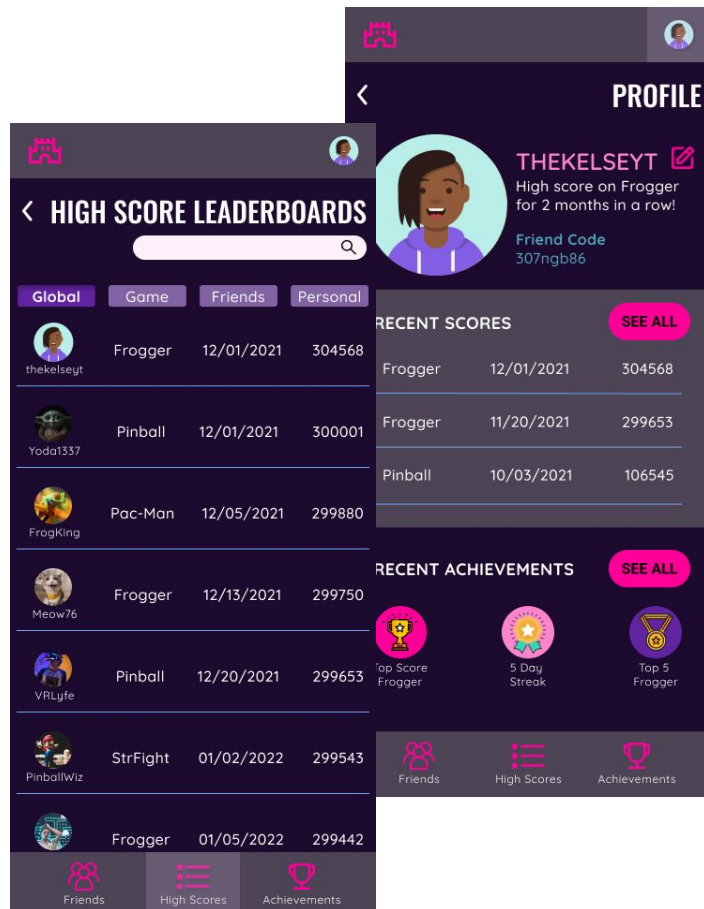 HIGH SCORE LEADERBOARDS
Global Game Friends Personal
thekelseyt Frogger 12/01/2021 304568
Yoda1337 Pinball 12/01/2021 300001
FrogKing Pac-Man 12/05/2021 299880
Meow76 Frogger 12/13/2021 299750
VRLyfe Pinball 12/20/2021 299653
PinballWiz StrFight 01/02/2022 299543
Frogger 01/05/2022 299442
Friends High Scores Achievements
PROFILE
THEKELSEYT
High score on Frogger
for 2 months in a row!
Friend Code
307ngb86
RECENT SCORES SEE ALL
Frogger 12/01/2021 304568
Frogger 11/20/2021 299653
Pinball 10/03/2021 106545
RECENT ACHIEVEMENTS SEE ALL
Top Score 5 Day Top 5
Frogger Streak Frogger
Friends High Scores Achievements